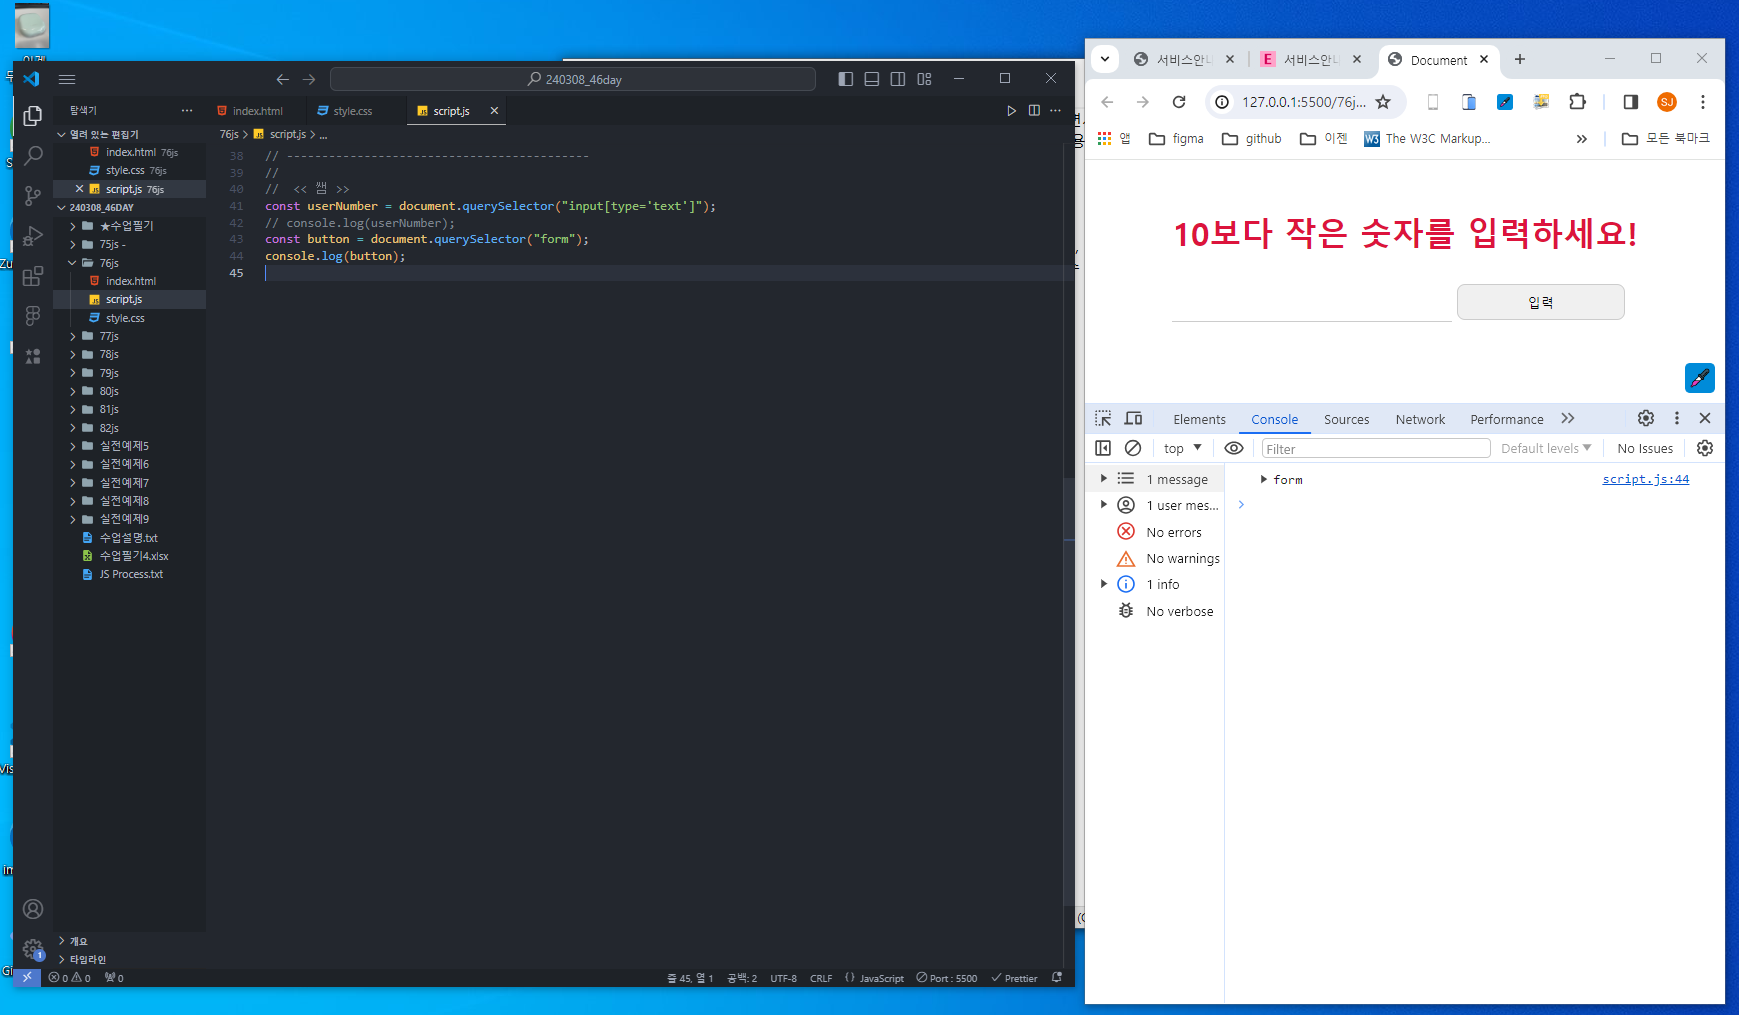 240308_46day
탐색기
index.html
style.css
script.js
열려 있는 편집기
index.html 76js
style.css 76js
script.js 76js
240308_46DAY
★수업필기
75js -
76js
index.html
script.js
style.css
77js
78js
79js
80js
81js
82js
실전예제5
실전예제6
실전예제7
실전예제8
실전예제9
수업설명.txt
수업필기4.xlsx
JS Process.txt
개요
타임라인
76js > script.js > ...
38 // -------------------------------------------
39 //
40 //  << 쌤 >>
41 const userNumber = document.querySelector("input[type='text']");
42 // console.log(userNumber);
43 const button = document.querySelector("form");
44 console.log(button);
45
0 0 0
줄 45, 열 1 공백: 2 UTF-8 CRLF JavaScript Port : 5500 Prettier
서비스안내
서비스안내
Document
127.0.0.1:5500/76j...
SJ
앱 figma github 이젠 The W3C Markup... 모든 북마크
10보다 작은 숫자를 입력하세요!
입력
Elements Console Sources Network Performance
top Filter Default levels No Issues
1 message
1 user mes...
No errors
No warnings
1 info
No verbose
form script.js:44